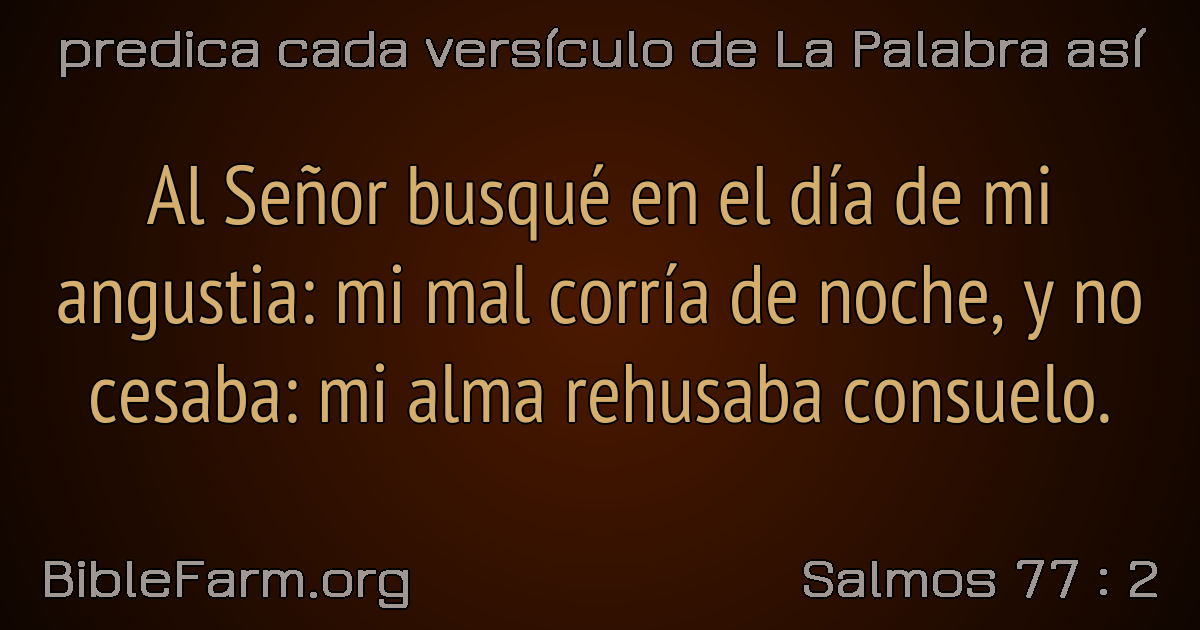 predica cada versículo de La Palabra así
Al Señor busqué en el día de mi
angustia: mi mal corría de noche, y no
cesaba: mi alma rehusaba consuelo.
BibleFarm.org
Salmos 77 : 2